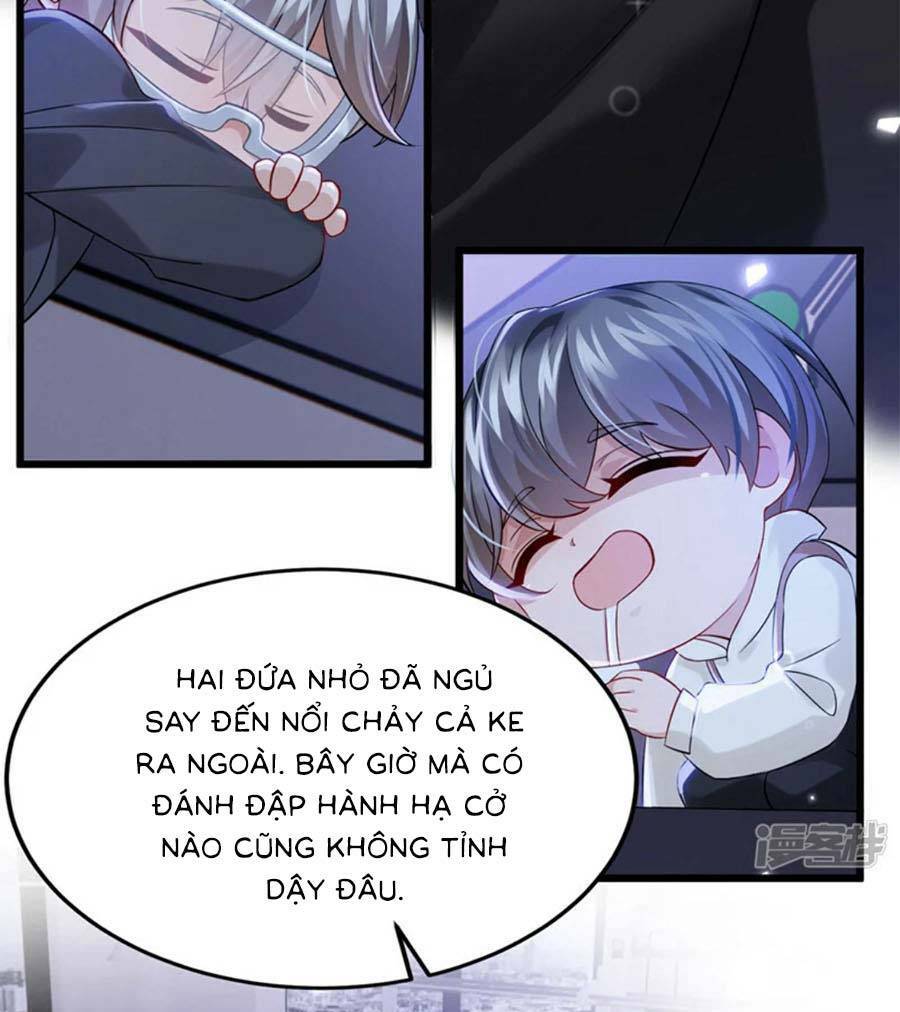 漫客栈
HAI ĐỨA NHỎ ĐÃ NGỦ
SAY ĐẾN NỔI CHẢY CẢ KE
RA NGOÀI. BÂY GIỜ MÀ CÓ
ĐÁNH ĐẬP HÀNH HẠ CỞ
NÀO CŨNG KHÔNG TỈNH
DẬY ĐÂU.